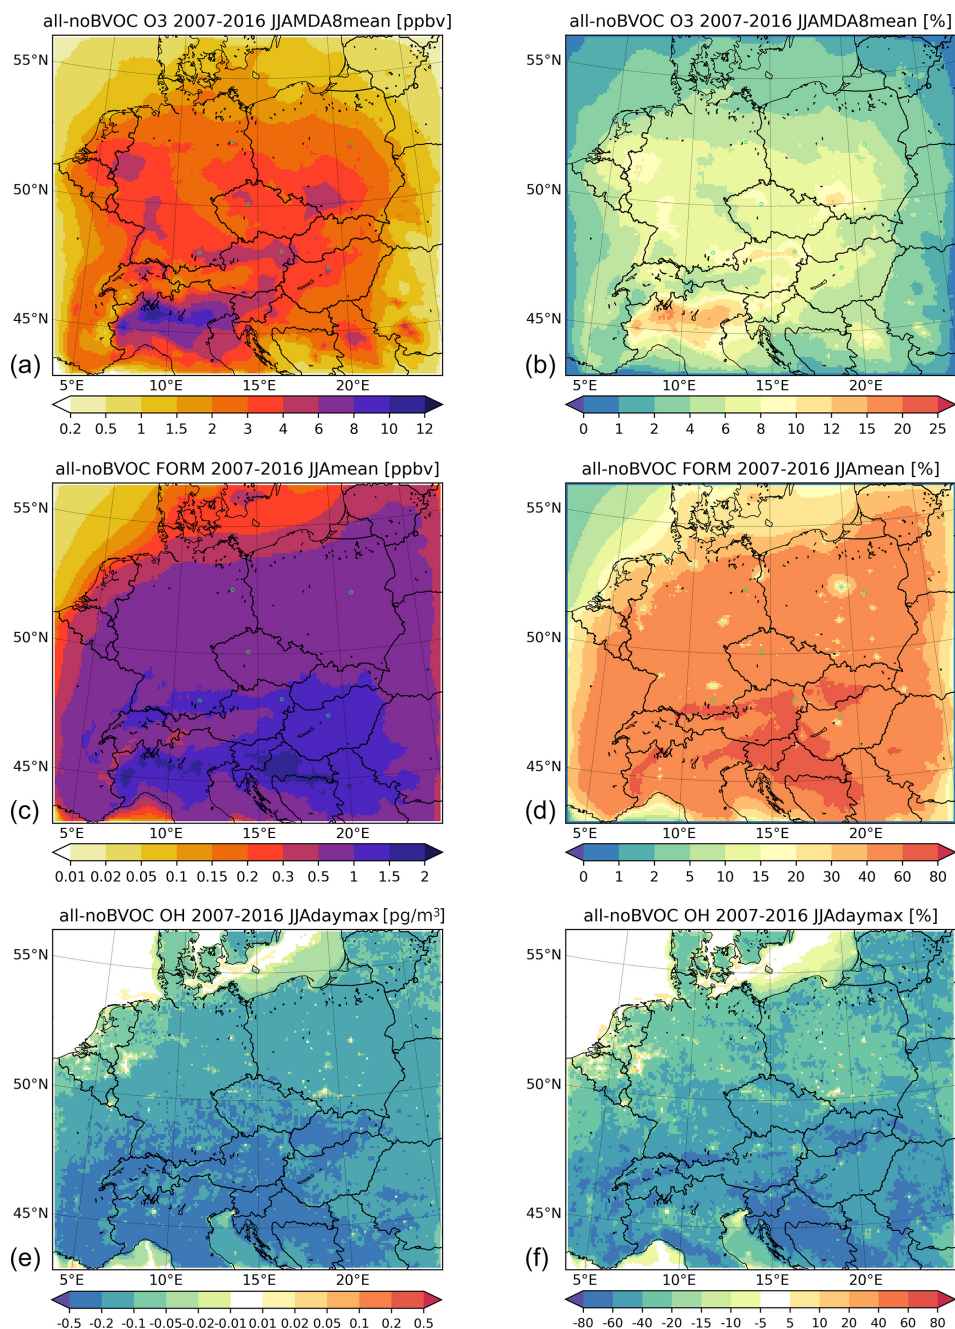 all-noBVOC O3 2007-2016 JJAMDA8mean [ppbv]
all-noBVOC O3 2007-2016 JJAMDA8mean [%]
55°N 50°N 45°N
55°N 50°N 45°N
(a)
(b)
5°E 10°E 15°E 20°E
5°E 10°E 15°E 20°E
0.2 0.5 1 1.5 2 3 4 6 8 10 12
0 1 2 4 6 8 10 12 15 20 25
all-noBVOC FORM 2007-2016 JJAmean [ppbv]
all-noBVOC FORM 2007-2016 JJAmean [%]
55°N 50°N 45°N
55°N 50°N 45°N
(c)
(d)
5°E 10°E 15°E 20°E
5°E 10°E 15°E 20°E
0.01 0.02 0.05 0.1 0.15 0.2 0.3 0.5 1 1.5 2
0 1 2 5 10 15 20 30 40 60 80
all-noBVOC OH 2007-2016 JJAdaymax [pg/m³]
all-noBVOC OH 2007-2016 JJAdaymax [%]
55°N 50°N 45°N
55°N 50°N 45°N
(e)
(f)
5°E 10°E 15°E 20°E
5°E 10°E 15°E 20°E
-0.5 -0.2 -0.1 -0.05 -0.02 -0.01 0.01 0.02 0.05 0.1 0.2 0.5
-80 -60 -40 -20 -15 -10 -5 5 10 20 40 60 80